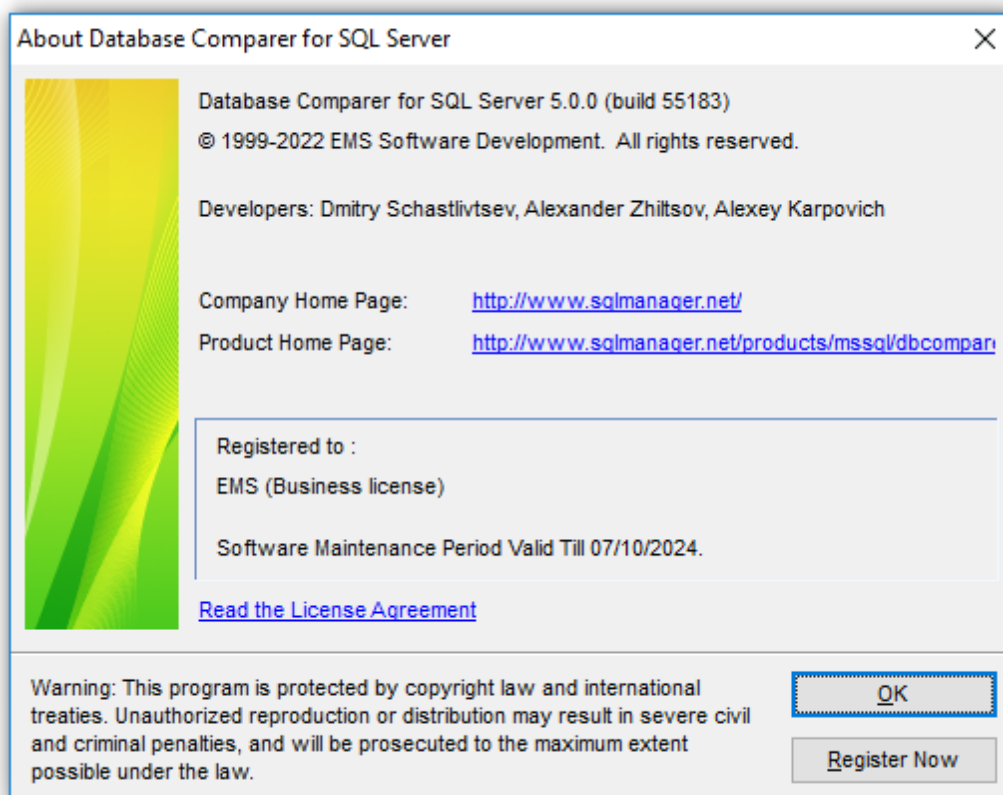 About Database Comparer for SQL Server
Database Comparer for SQL Server 5.0.0 (build 55183)
© 1999-2022 EMS Software Development. All rights reserved.
Developers: Dmitry Schastlivtsev, Alexander Zhiltsov, Alexey Karpovich
Company Home Page: http://www.sqlmanager.net/
Product Home Page: http://www.sqlmanager.net/products/mssql/dbcompare
Registered to :
EMS (Business license)
Software Maintenance Period Valid Till 07/10/2024.
Read the License Agreement
Warning: This program is protected by copyright law and international
treaties. Unauthorized reproduction or distribution may result in severe civil
and criminal penalties, and will be prosecuted to the maximum extent
possible under the law.
OK
Register Now